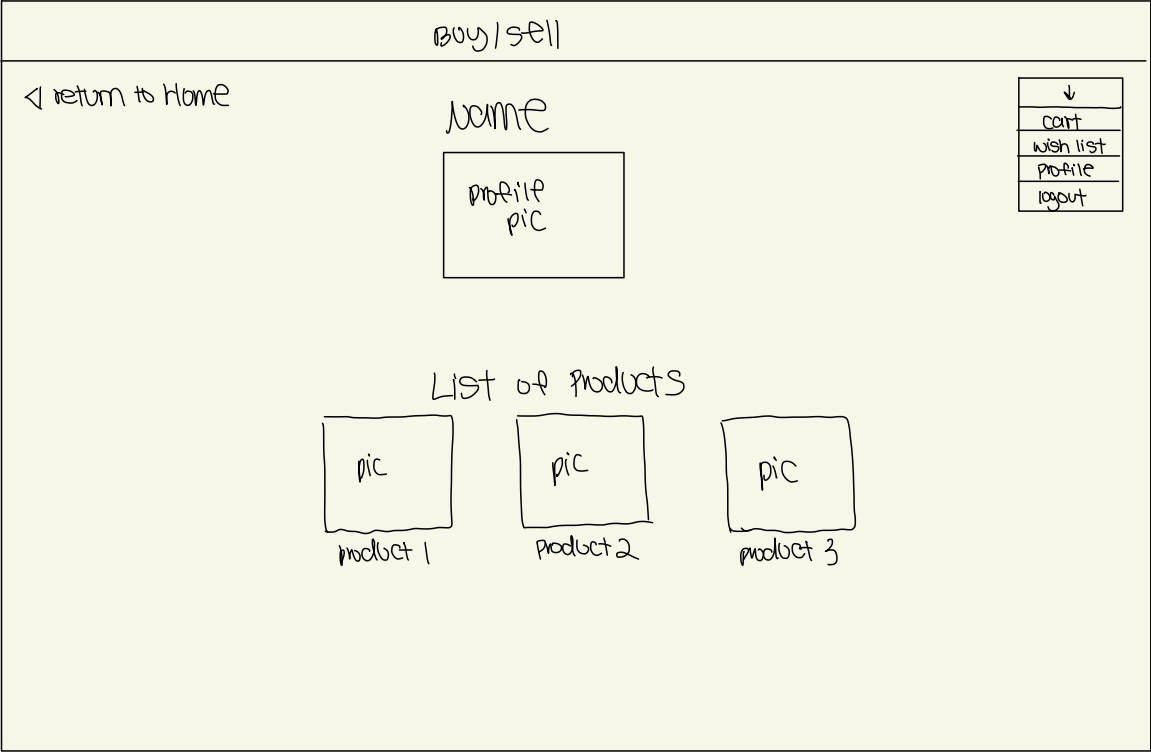 Buy/sell
return to Home
Name
cart
wish list
profile
logout
profile
pic
List of products
pic
pic
pic
product 1
product 2
product 3